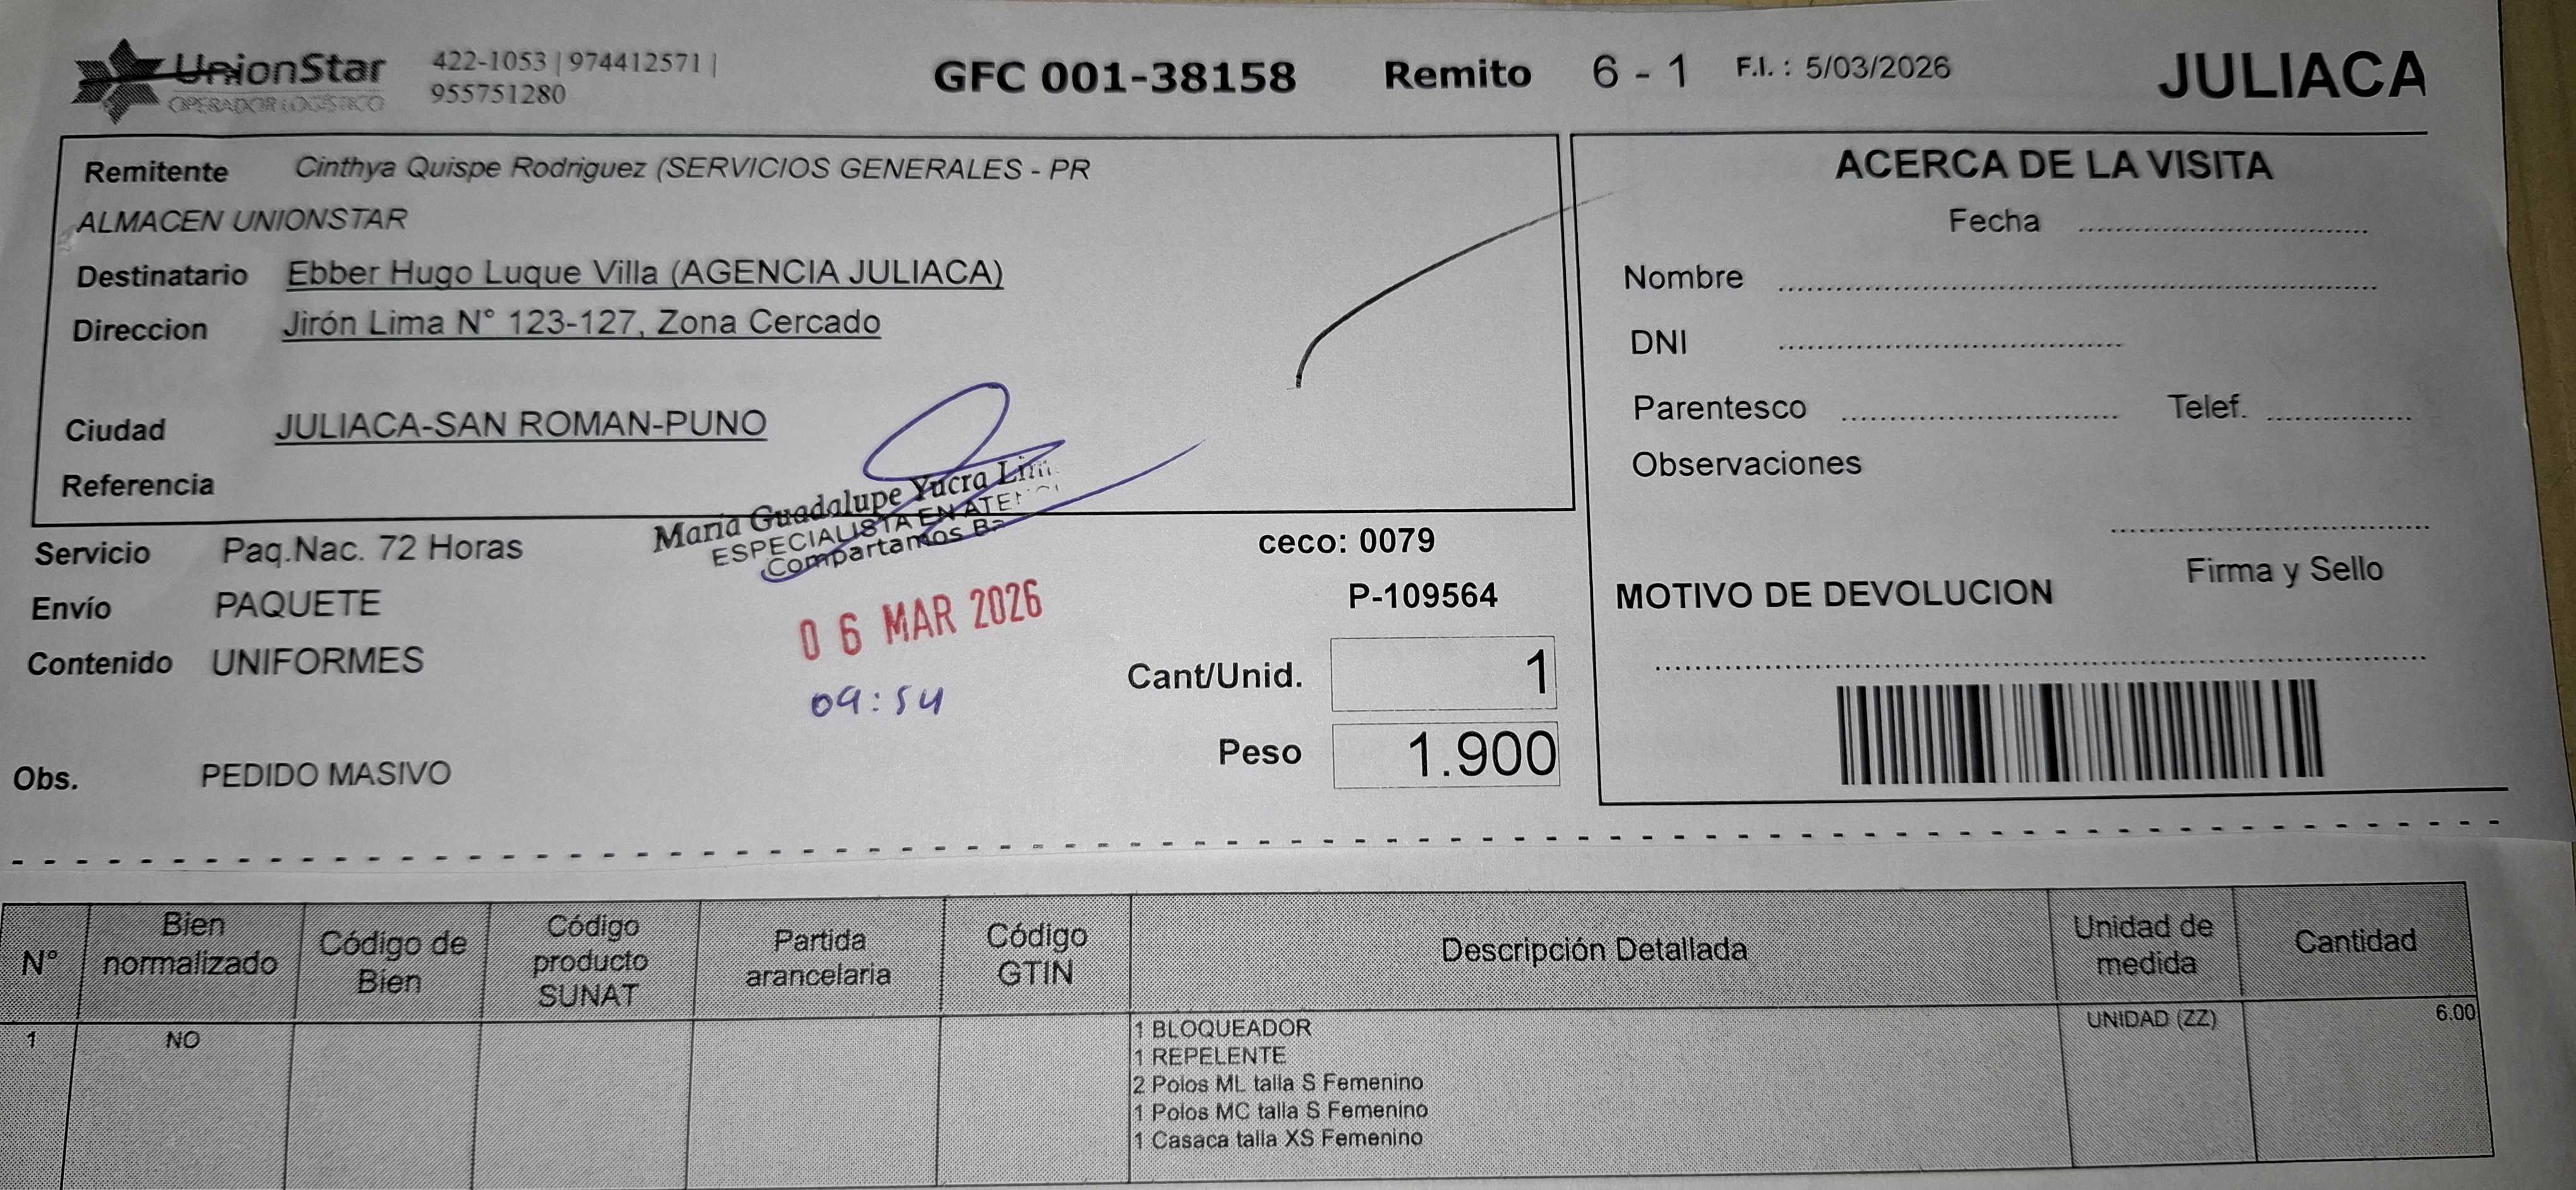 UnionStar
OPERADOR LOGÍSTICO
422-1053 | 974412571 |
955751280
GFC 001-38158 Remito 6 - 1 F.I. : 5/03/2026 JULIACA
Remitente Cinthya Quispe Rodriguez (SERVICIOS GENERALES - PR
ALMACEN UNIONSTAR
Destinatario Ebber Hugo Luque Villa (AGENCIA JULIACA)
Direccion Jirón Lima N° 123-127, Zona Cercado
Ciudad JULIACA-SAN ROMAN-PUNO
Referencia
Maria Guadalupe Yucra
ESPECIALISTA EN
Compartamos
Servicio Paq.Nac. 72 Horas
Envío PAQUETE
Contenido UNIFORMES
Obs. PEDIDO MASIVO
06 MAR 2026
09:54
ceco: 0079
P-109564
Cant/Unid. 1
Peso 1.900
ACERCA DE LA VISITA
Fecha
Nombre
DNI
Parentesco Telef.
Observaciones
Firma y Sello
MOTIVO DE DEVOLUCION
N° Bien normalizado Código de Bien Código producto SUNAT Partida arancelaria Código GTIN Descripción Detallada Unidad de medida Cantidad
1 NO 1 BLOQUEADOR UNIDAD (ZZ) 6.00
1 REPELENTE
2 Polos ML talla S Femenino
1 Polos MC talla S Femenino
1 Casaca talla XS Femenino